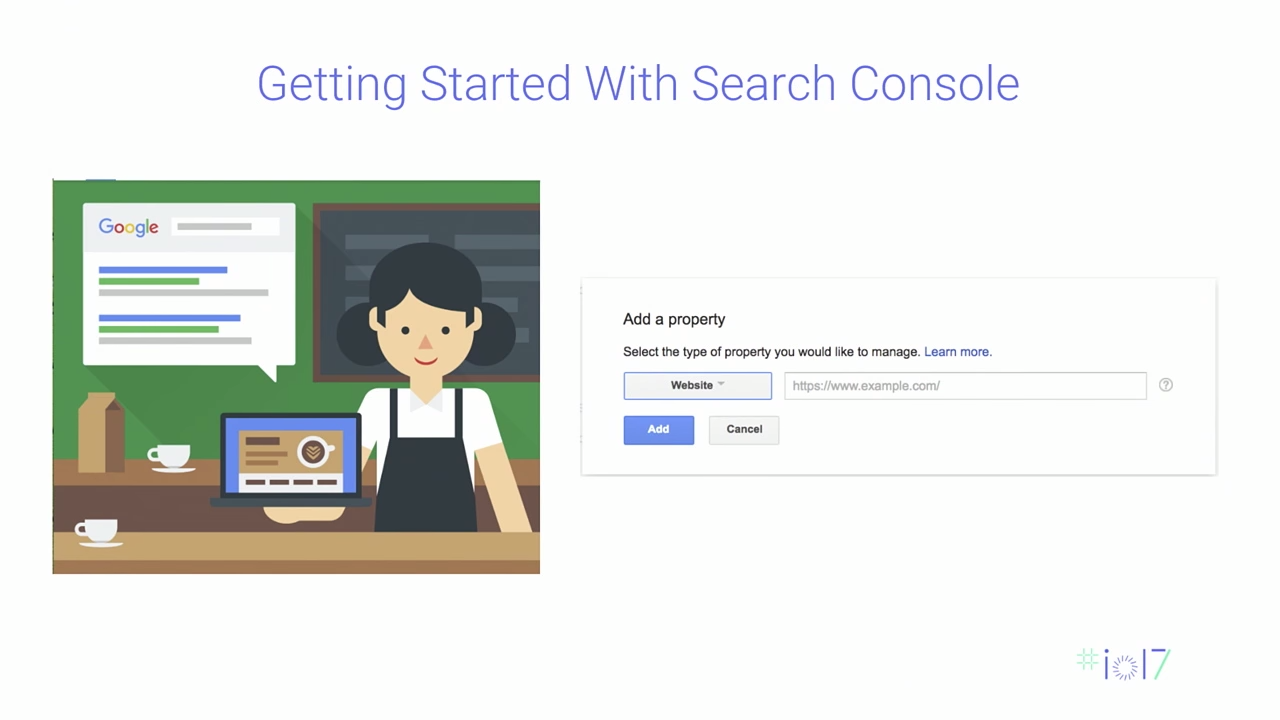 Getting Started With Search Console
Google
Add a property
Select the type of property you would like to manage. Learn more.
Website
https://www.example.com/
?
Add
Cancel
#io17